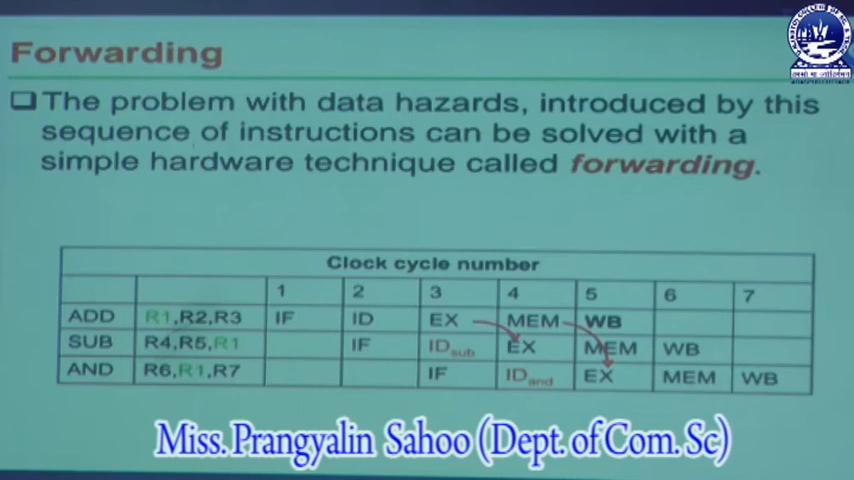 Forwarding
The problem with data hazards, introduced by this
sequence of instructions can be solved with a
simple hardware technique called forwarding.
Clock cycle number
1 2 3 4 5 6 7
ADD R1,R2,R3 IF ID EX MEM WB
SUB R4,R5,R1 IF IDsub EX MEM WB
AND R6,R1,R7 IF IDand EX MEM WB
Miss. Prangyalin Sahoo (Dept. of Com. Sc)